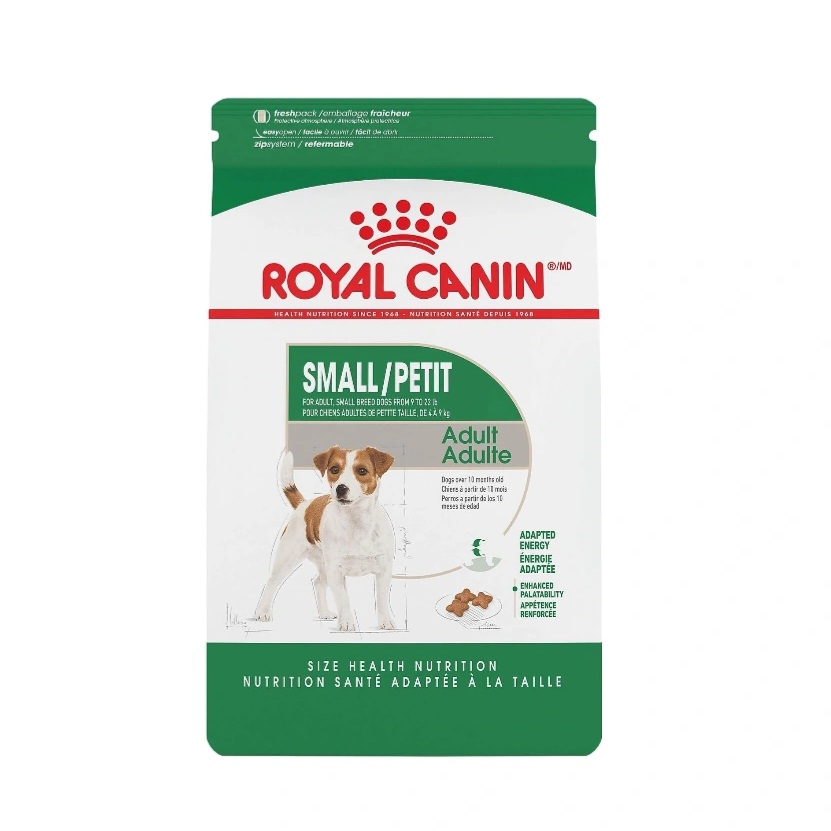 freshpack / emballage fraîcheur
Protective atmosphere / Atmosphère protectrice
easyopen / facile à ouvrir / fácil de abrir
zipsystem / refermable
ROYAL CANIN ®/MD
HEALTH NUTRITION SINCE 1968 - NUTRITION SANTÉ DEPUIS 1968
SMALL/PETIT
FOR ADULT, SMALL BREED DOGS FROM 9 TO 22 lb
POUR CHIENS ADULTES DE PETITE TAILLE, DE 4 À 9 kg
Adult
Adulte
Dogs over 10 months old
Chiens à partir de 10 mois
Perros a partir de los 10
meses de edad
ADAPTED
ENERGY
ÉNERGIE
ADAPTÉE
ENHANCED
PALATABILITY
APPÉTENCE
RENFORCÉE
SIZE HEALTH NUTRITION
NUTRITION SANTÉ ADAPTÉE À LA TAILLE